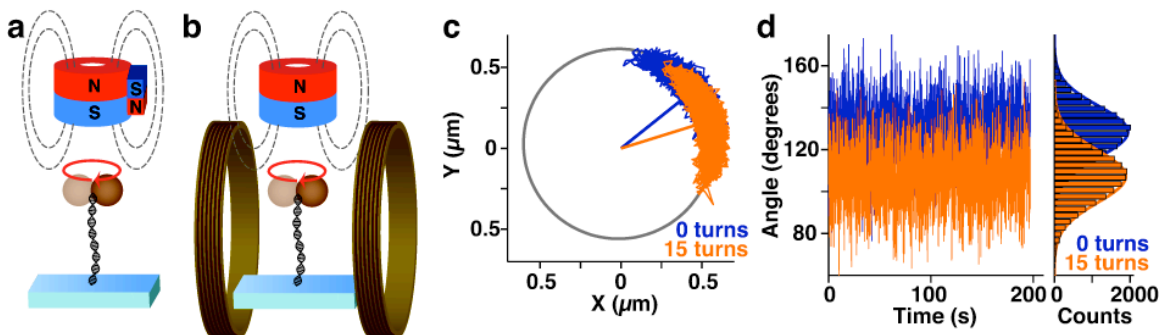 a
N
S
S
N
b
N
S
c
0.5
0
0.5
Y (µm)
0.5
0
0.5
X (µm)
0 turns
15 turns
d
160
120
80
Angle (degrees)
0
100
200
Time (s)
0
2000
Counts
0 turns
15 turns